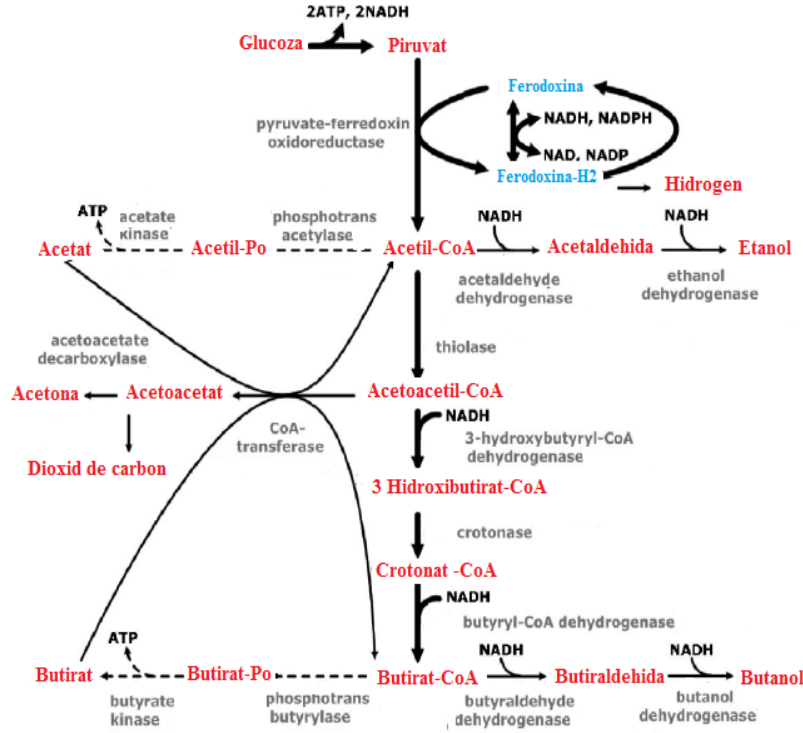 2ATP, 2NADH
Glucoza
Piruvat
Ferodoxina
pyruvate-ferredoxin
oxidoreductase
NADH, NADPH
NAD, NADP
Ferodoxina-H2
Hidrogen
ATP
acetate
kinase
phosphotrans
acetylase
NADH
NADH
Acetat
Acetil-Po
Acetil-CoA
Acetaldehida
Etanol
acetaldehyde
dehydrogenase
ethanol
dehydrogenase
acetoacetate
decarboxylase
thiolase
Acetona
Acetoacetat
Acetoacetil-CoA
CoA-
transferase
NADH
3-hydroxybutyryl-CoA
dehydrogenase
Dioxid de carbon
3 Hidroxibutirat-CoA
crotonase
Crotonat -CoA
NADH
butyryl-CoA dehydrogenase
ATP
NADH
NADH
Butirat
Butirat-Po
Butirat-CoA
Butiraldehida
Butanol
butyrate
kinase
phospnotrans
butyrylase
butyraldehyde
dehydrogenase
butanol
dehydrogenase